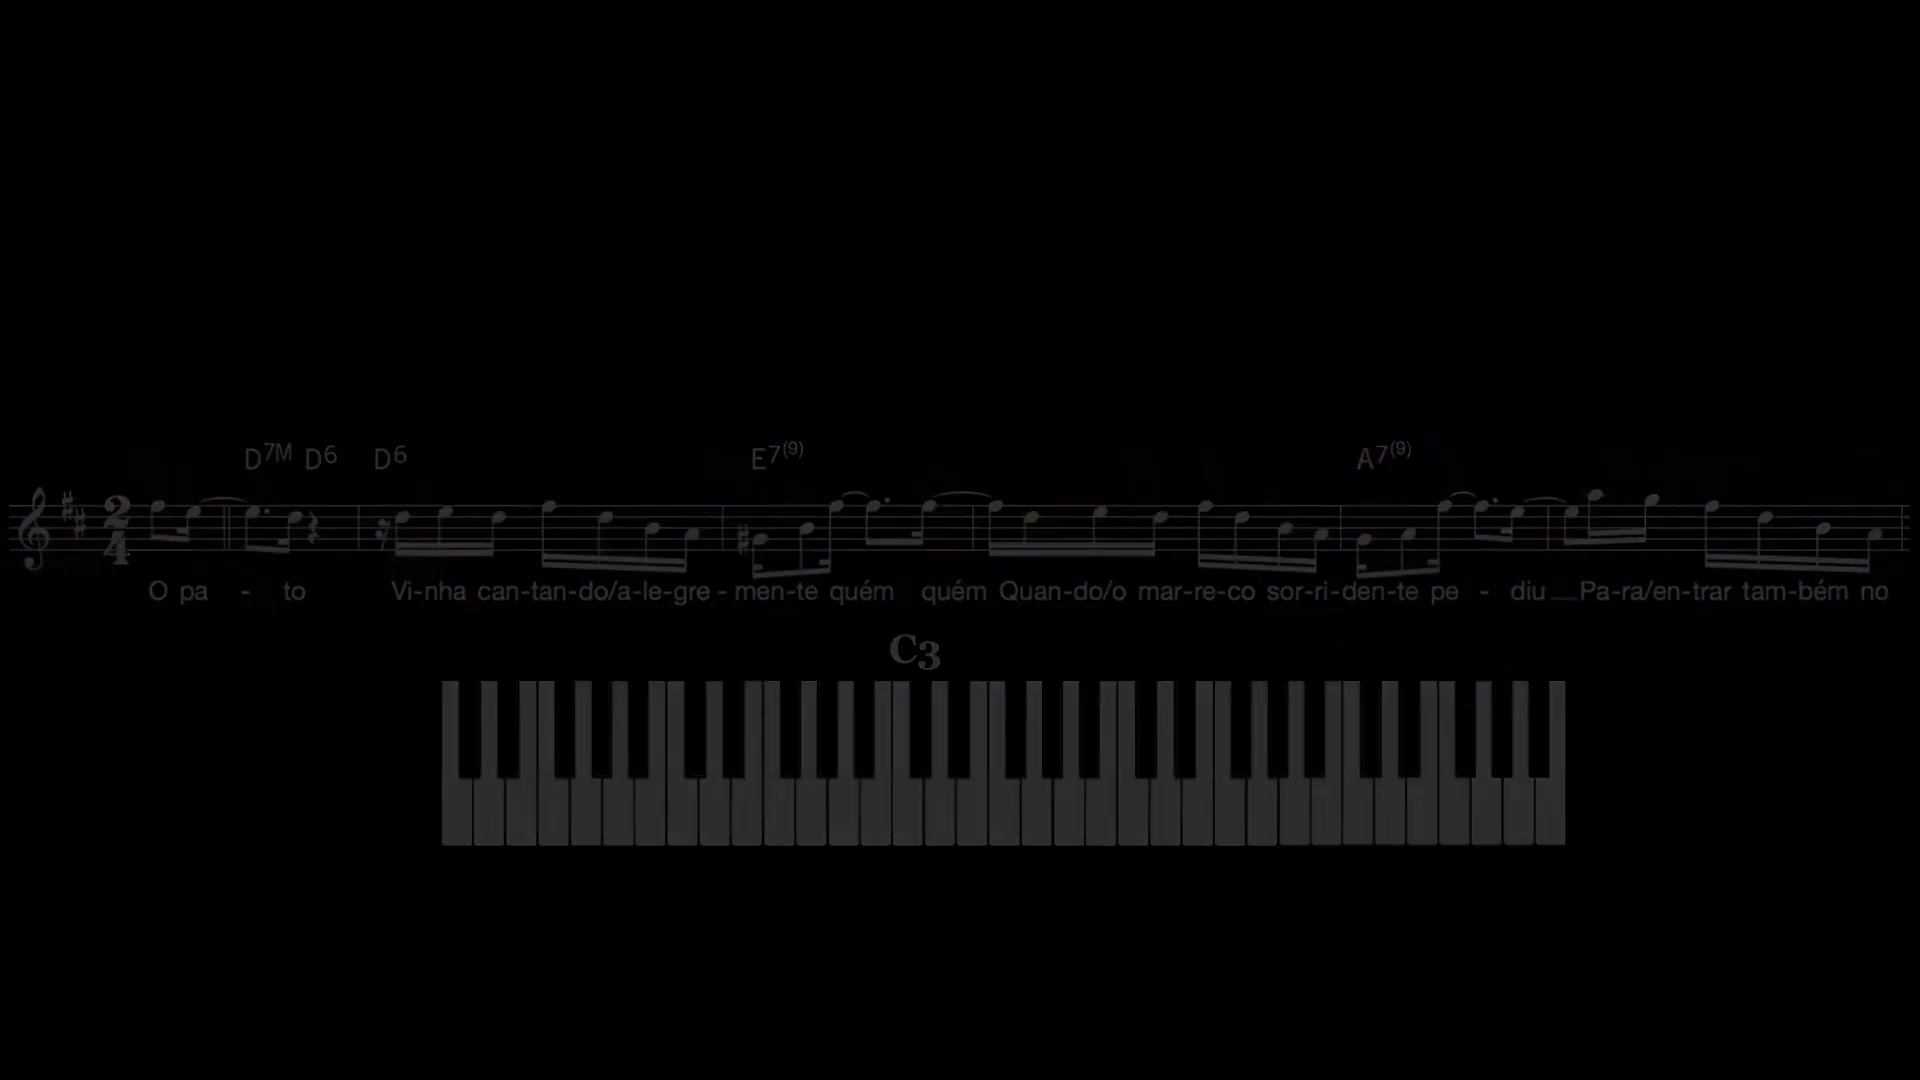 D7M D6 D6 E7(9) A7(9)
2
4
O pa - to Vi-nha can-tan-do/a-le-gre - men-te quém quém Quan-do/o mar-re-co sor-ri-den-te pe - diu __Pa-ra/en-trar tam-bém no
C3